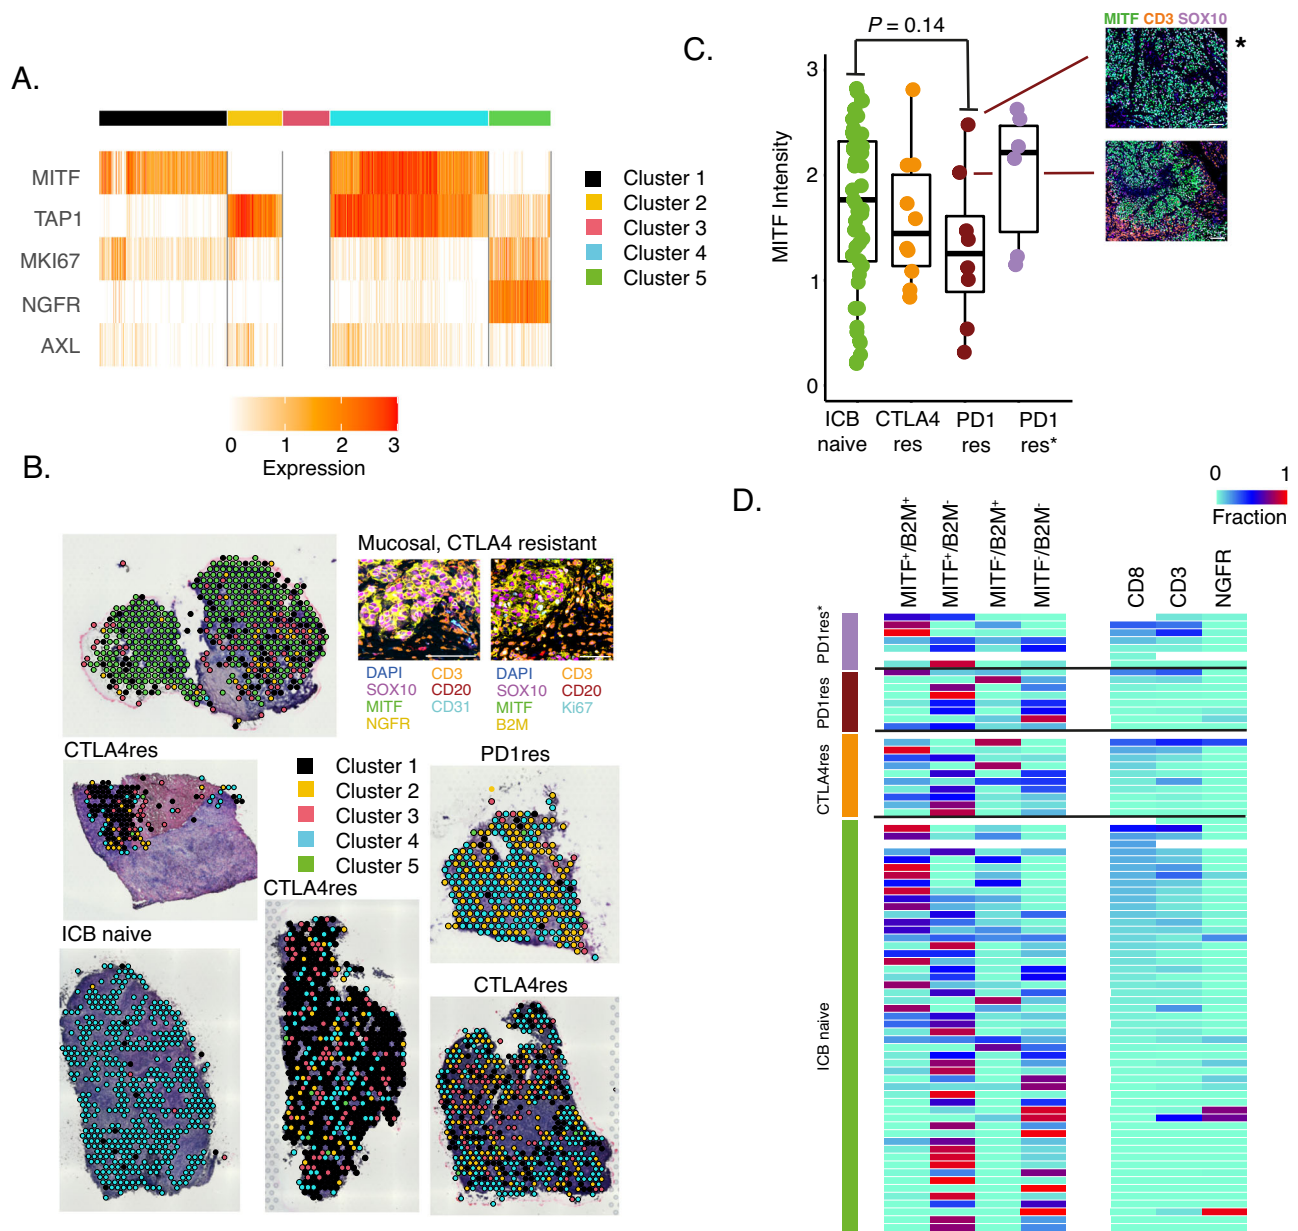 A.
MITF
TAP1
MKI67
NGFR
AXL
Cluster 1
Cluster 2
Cluster 3
Cluster 4
Cluster 5
0 1 2 3
Expression
B.
Mucosal, CTLA4 resistant
DAPI CD3
SOX10 CD20
MITF CD31
NGFR
DAPI CD3
SOX10 CD20
MITF Ki67
B2M
CTLA4res
Cluster 1
Cluster 2
Cluster 3
Cluster 4
Cluster 5
PD1res
CTLA4res
ICB naive
CTLA4res
C.
P = 0.14
MITF CD3 SOX10
*
MITF Intensity
3
2
1
0
ICB naive
CTLA4 res
PD1 res
PD1 res*
D.
0 1
Fraction
MITF⁺/B2M⁺
MITF⁺/B2M⁻
MITF⁻/B2M⁺
MITF⁻/B2M⁻
CD8
CD3
NGFR
PD1res*
PD1res
CTLA4res
ICB naive